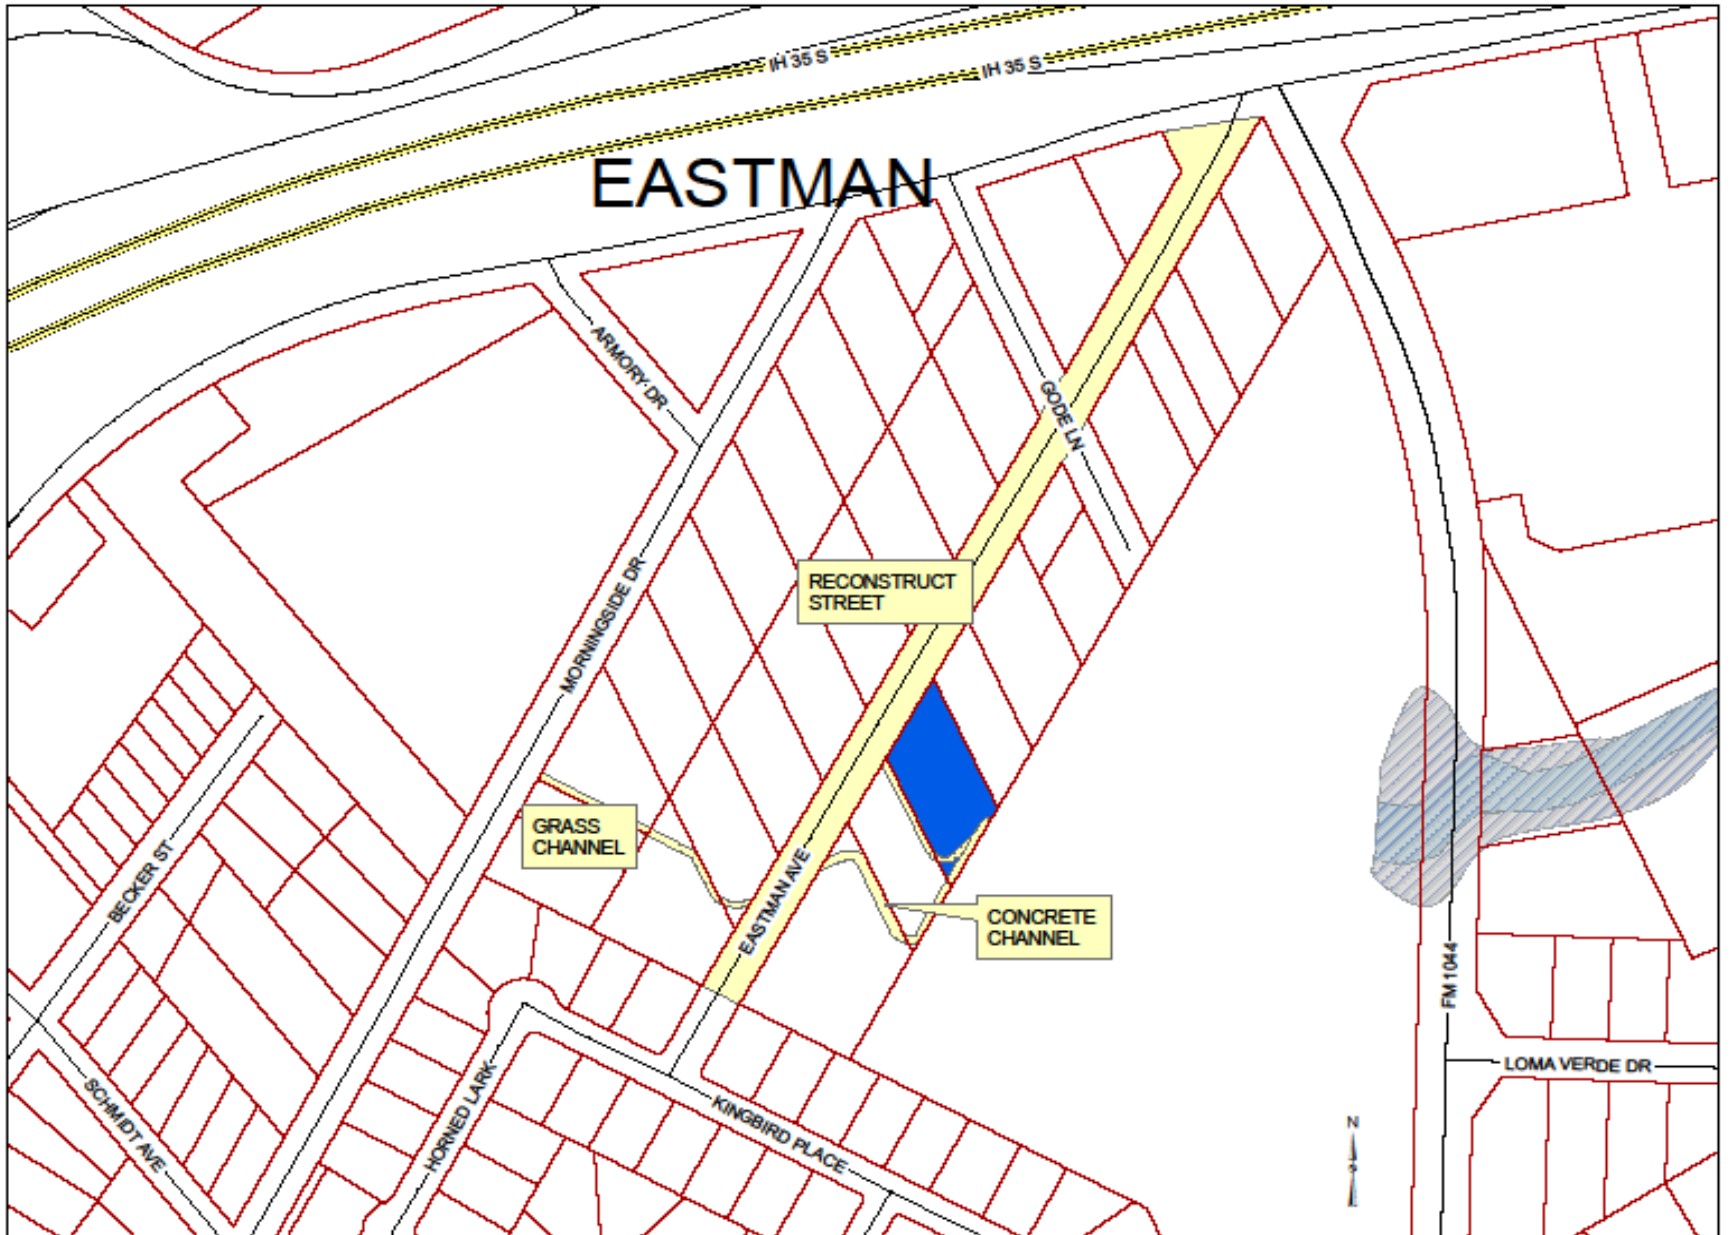 IH 35 S
IH 35 S
EASTMAN
ARMORY DR
GODE LN
RECONSTRUCT
STREET
MORNINGSIDE DR
GRASS
CHANNEL
BECKER ST
EASTMAN AVE
CONCRETE
CHANNEL
FM 1044
LOMA VERDE DR
SCHMIDT AVE
HORNED LARK
KINGBIRD PLACE
N